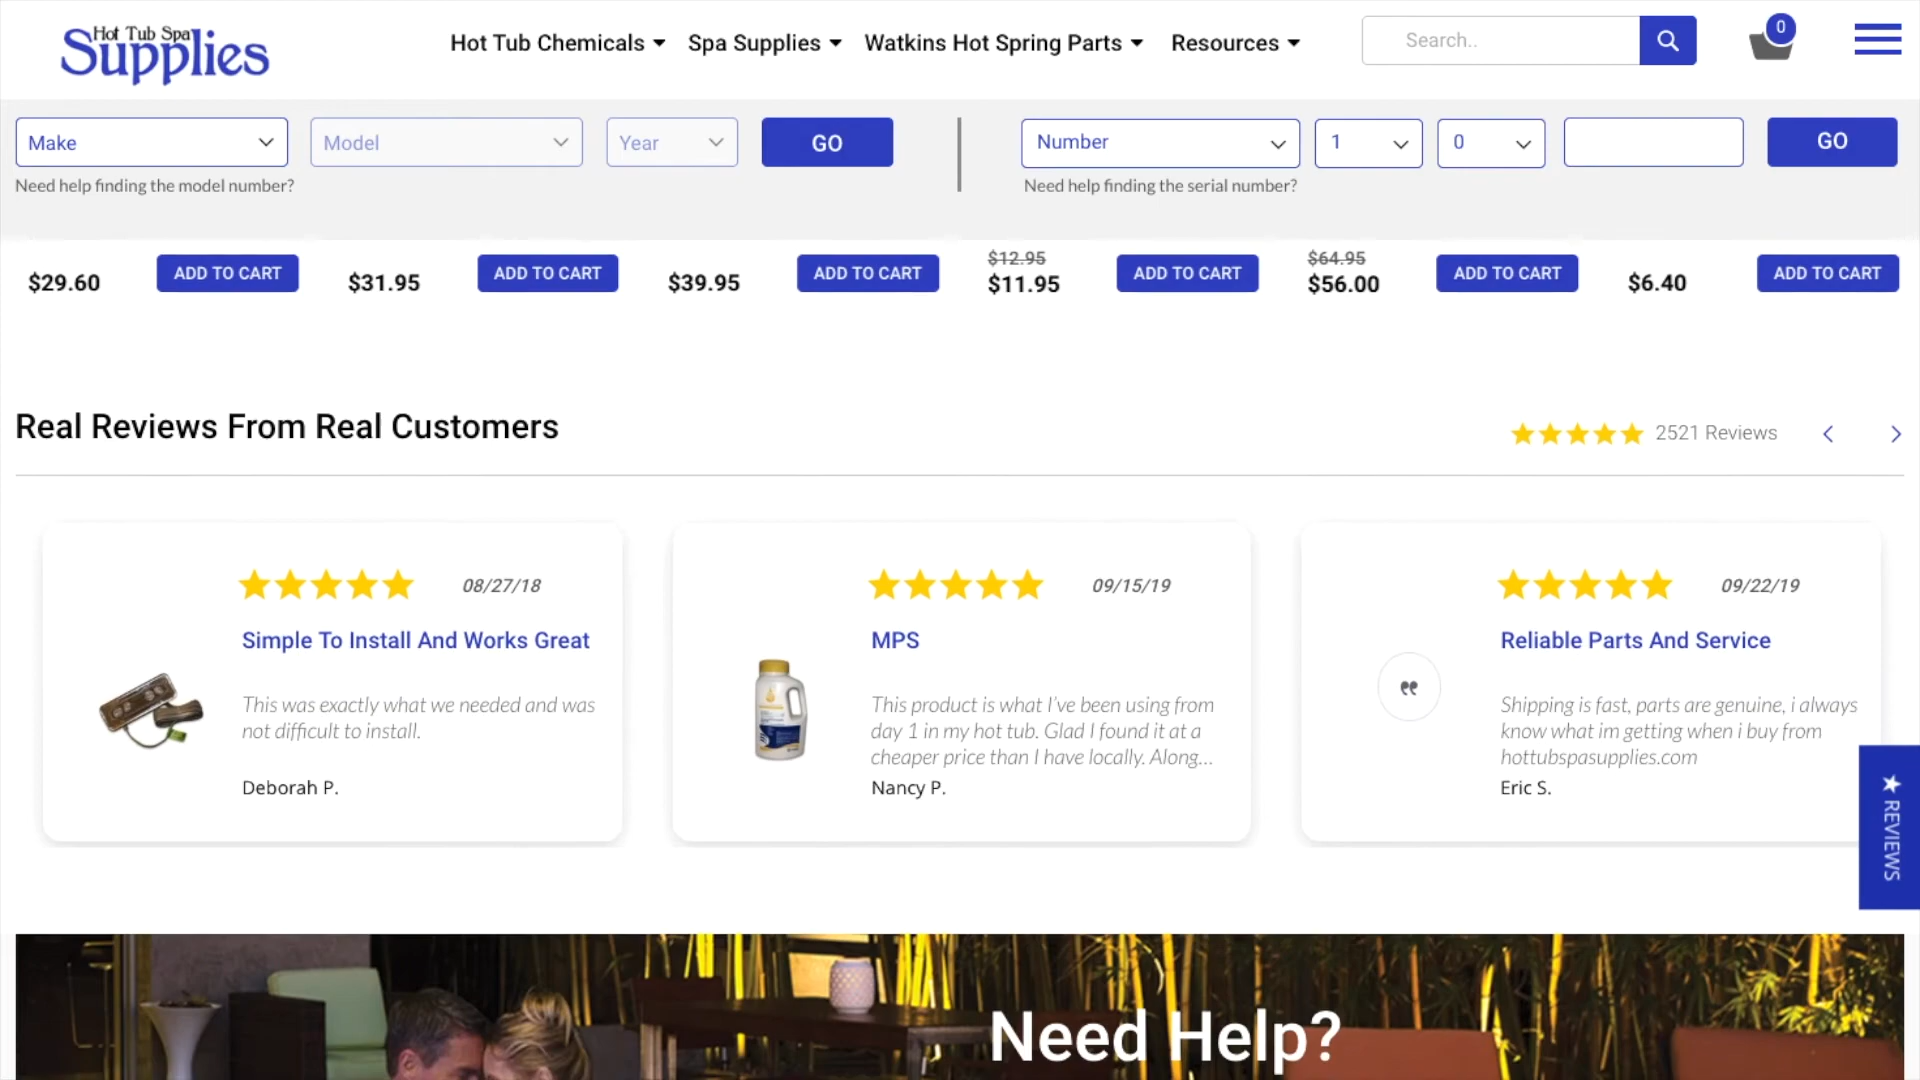 Hot Tub Spa
Supplies
Hot Tub Chemicals
Spa Supplies
Watkins Hot Spring Parts
Resources
Search..
0
Make
Model
Year
GO
Number
1
0
GO
Need help finding the model number?
Need help finding the serial number?
$29.60
ADD TO CART
$31.95
ADD TO CART
$39.95
ADD TO CART
$12.95
$11.95
ADD TO CART
$64.95
$56.00
ADD TO CART
$6.40
ADD TO CART
Real Reviews From Real Customers
2521 Reviews
08/27/18
Simple To Install And Works Great
This was exactly what we needed and was
not difficult to install.
Deborah P.
09/15/19
MPS
This product is what I've been using from
day 1 in my hot tub. Glad I found it at a
cheaper price than I have locally. Along...
Nancy P.
09/22/19
Reliable Parts And Service
Shipping is fast, parts are genuine, i always
know what im getting when i buy from
hottubspasupplies.com
Eric S.
★ REVIEWS
Need Help?